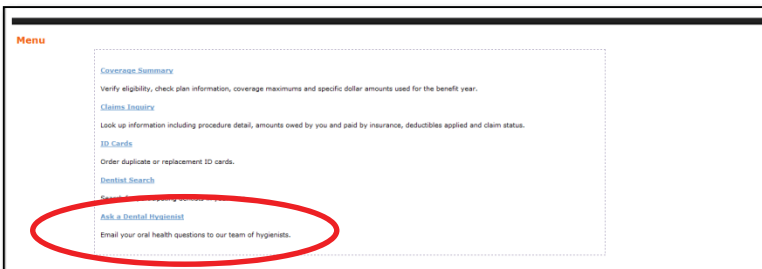 Menu
Coverage Summary
Verify eligibility, check plan information, coverage maximums and specific dollar amounts used for the benefit year.
Claims Inquiry
Look up information including procedure detail, amounts owed by you and paid by insurance, deductibles applied and claim status.
ID Cards
Order duplicate or replacement ID cards.
Dentist Search
Ask a Dental Hygienist
Email your oral health questions to our team of hygienists.